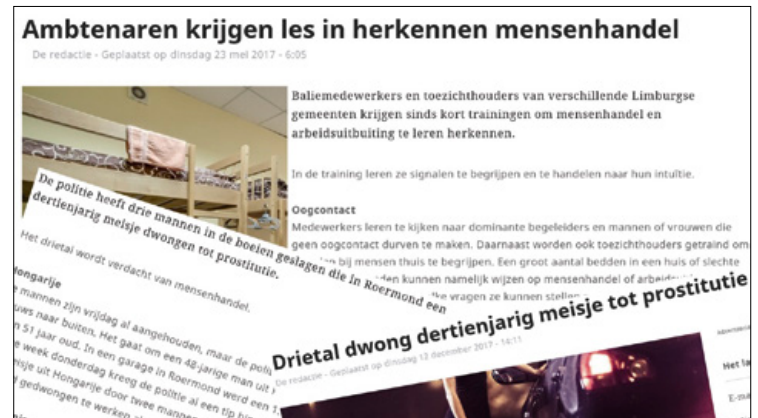 Ambtenaren krijgen les in herkennen mensenhandel
De redactie - Geplaatst op dinsdag 23 mei 2017 - 6:05
Baliemedewerkers en toezichthouders van verschillende Limburgse
gemeenten krijgen sinds kort trainingen om mensenhandel en
arbeidsuitbuiting te leren herkennen.
In de training leren ze signalen te begrijpen en te handelen naar hun intuïtie.
Oogcontact
Medewerkers leren te kijken naar dominante begeleiders en mannen of vrouwen die
geen oogcontact durven te maken. Daarnaast worden ook toezichthouders getraind om
bij mensen thuis te begrijpen. Een groot aantal bedden in een huis of slechte
kunnen namelijk wijzen op mensenhandel of
vragen ze kunnen stellen
De politie heeft drie mannen in de boeien geslagen die in Roermond een
dertienjarig meisje dwongen tot prostitutie.
Het drietal wordt verdacht van mensenhandel.
Hongarije
mannen zijn vrijdag al aangehouden, maar de
naar buiten. Het gaat om een 48-jarige man uit
51 jaar oud. In een garage in Roermond werd een
week donderdag kreeg de politie al een tip
uit Hongarije door twee
gedwongen te werken
Drietal dwong dertienjarig meisje tot prostitutie
De redactie - Geplaatst op dinsdag 12 december 2017 - 14:11
Het